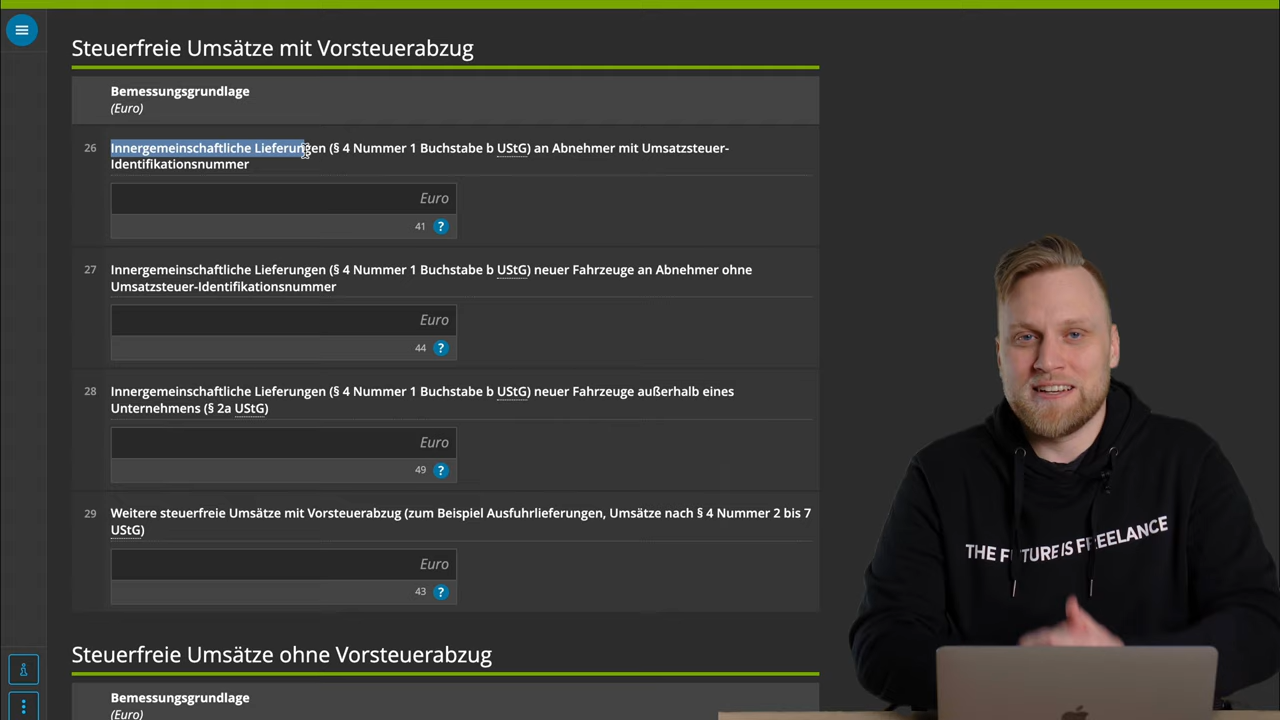 Steuerfreie Umsätze mit Vorsteuerabzug
Bemessungsgrundlage
(Euro)
26
Innergemeinschaftliche Lieferungen (§ 4 Nummer 1 Buchstabe b UStG) an Abnehmer mit Umsatzsteuer-
Identifikationsnummer
Euro
41 ?
27
Innergemeinschaftliche Lieferungen (§ 4 Nummer 1 Buchstabe b UStG) neuer Fahrzeuge an Abnehmer ohne
Umsatzsteuer-Identifikationsnummer
Euro
44 ?
28
Innergemeinschaftliche Lieferungen (§ 4 Nummer 1 Buchstabe b UStG) neuer Fahrzeuge außerhalb eines
Unternehmens (§ 2a UStG)
Euro
49 ?
29
Weitere steuerfreie Umsätze mit Vorsteuerabzug (zum Beispiel Ausfuhrlieferungen, Umsätze nach § 4 Nummer 2 bis 7
UStG)
Euro
43 ?
Steuerfreie Umsätze ohne Vorsteuerabzug
Bemessungsgrundlage
(Euro)
THE FUTURE IS FREELANCE